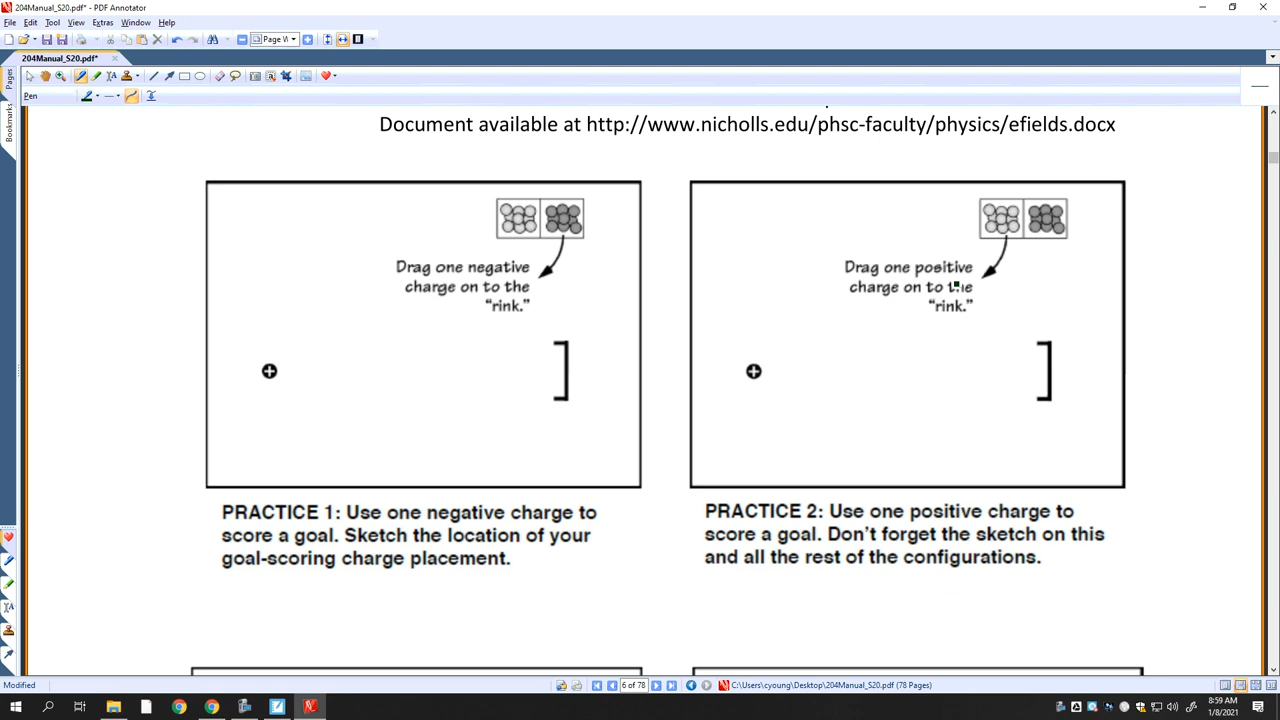 204Manual_S20.pdf* - PDF Annotator
File Edit Tool View Extras Window Help
Page W
204Manual_S20.pdf*
Pen
Pages
Bookmarks
Document available at http://www.nicholls.edu/phsc-faculty/physics/efields.docx
Drag one negative
charge on to the
"rink."
PRACTICE 1: Use one negative charge to
score a goal. Sketch the location of your
goal-scoring charge placement.
Drag one positive
charge on to the
"rink."
PRACTICE 2: Use one positive charge to
score a goal. Don't forget the sketch on this
and all the rest of the configurations.
Modified
6 of 78
C:\Users\cyoung\Desktop\204Manual_S20.pdf (78 Pages)
8:59 AM
1/8/2021